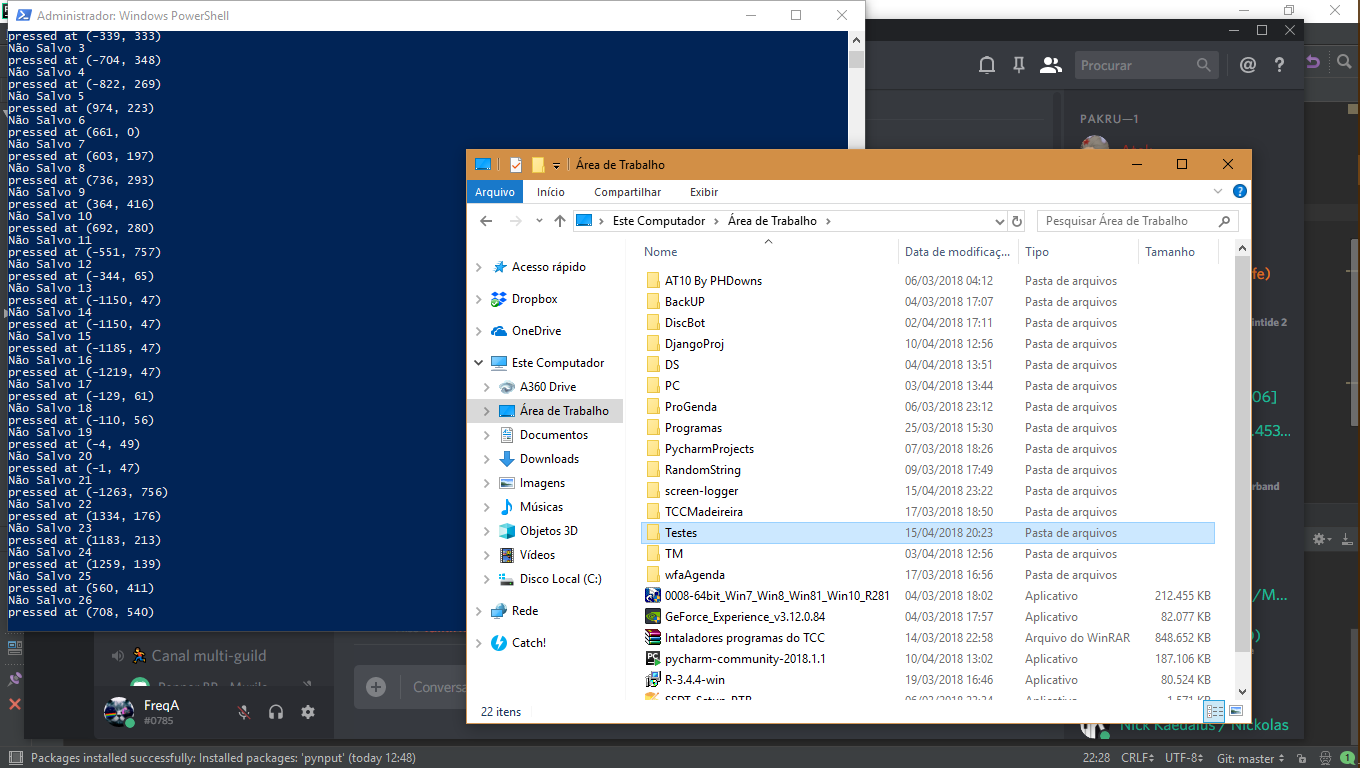 Administrador: Windows PowerShell
pressed at (-339, 333)
Não Salvo 3
pressed at (-704, 348)
Não Salvo 4
pressed at (-822, 269)
Não Salvo 5
pressed at (974, 223)
Não Salvo 6
pressed at (661, 0)
Não Salvo 7
pressed at (603, 197)
Não Salvo 8
pressed at (736, 293)
Não Salvo 9
pressed at (364, 416)
Não Salvo 10
pressed at (692, 280)
Não Salvo 11
pressed at (-551, 757)
Não Salvo 12
pressed at (-344, 65)
Não Salvo 13
pressed at (-1150, 47)
Não Salvo 14
pressed at (-1150, 47)
Não Salvo 15
pressed at (-1185, 47)
Não Salvo 16
pressed at (-1219, 47)
Não Salvo 17
pressed at (-129, 61)
Não Salvo 18
pressed at (-110, 56)
Não Salvo 19
pressed at (-4, 49)
Não Salvo 20
pressed at (-1, 47)
Não Salvo 21
pressed at (-1263, 756)
Não Salvo 22
pressed at (1334, 176)
Não Salvo 23
pressed at (1183, 213)
Não Salvo 24
pressed at (1259, 139)
Não Salvo 25
pressed at (560, 411)
Não Salvo 26
pressed at (708, 540)
Procurar
PAKRU—1
Área de Trabalho
Arquivo Início Compartilhar Exibir
Este Computador > Área de Trabalho >
Pesquisar Área de Trabalho
Acesso rápido
Dropbox
OneDrive
Este Computador
A360 Drive
Área de Trabalho
Documentos
Downloads
Imagens
Músicas
Objetos 3D
Vídeos
Disco Local (C:)
Rede
Catch!
Nome Data de modificaç... Tipo Tamanho
AT10 By PHDowns 06/03/2018 04:12 Pasta de arquivos
BackUP 04/03/2018 17:07 Pasta de arquivos
DiscBot 02/04/2018 17:11 Pasta de arquivos
DjangoProj 10/04/2018 12:56 Pasta de arquivos
DS 04/04/2018 13:51 Pasta de arquivos
PC 03/04/2018 13:44 Pasta de arquivos
ProGenda 06/03/2018 23:12 Pasta de arquivos
Programas 25/03/2018 15:30 Pasta de arquivos
PycharmProjects 07/03/2018 18:26 Pasta de arquivos
RandomString 09/03/2018 17:49 Pasta de arquivos
screen-logger 15/04/2018 23:22 Pasta de arquivos
TCCMadeireira 17/03/2018 18:50 Pasta de arquivos
Testes 15/04/2018 20:23 Pasta de arquivos
TM 03/04/2018 12:56 Pasta de arquivos
wfaAgenda 17/03/2018 16:56 Pasta de arquivos
0008-64bit_Win7_Win8_Win81_Win10_R281 04/03/2018 18:02 Aplicativo 212.455 KB
GeForce_Experience_v3.12.0.84 04/03/2018 17:57 Aplicativo 82.077 KB
Intaladores programas do TCC 14/03/2018 22:58 Arquivo do WinRAR 848.652 KB
pycharm-community-2018.1.1 10/04/2018 13:02 Aplicativo 187.106 KB
R-3.4.4-win 19/03/2018 16:46 Aplicativo 80.524 KB
22 itens
fe)
intide 2
06]
.453...
rband
/M...
Canal multi-guild
Conversa
FreqA
#0785
Nick Kaedalus / Nickolas
Packages installed successfully: Installed packages: 'pynput' (today 12:48)
22:28 CRLF UTF-8 Git: master 1